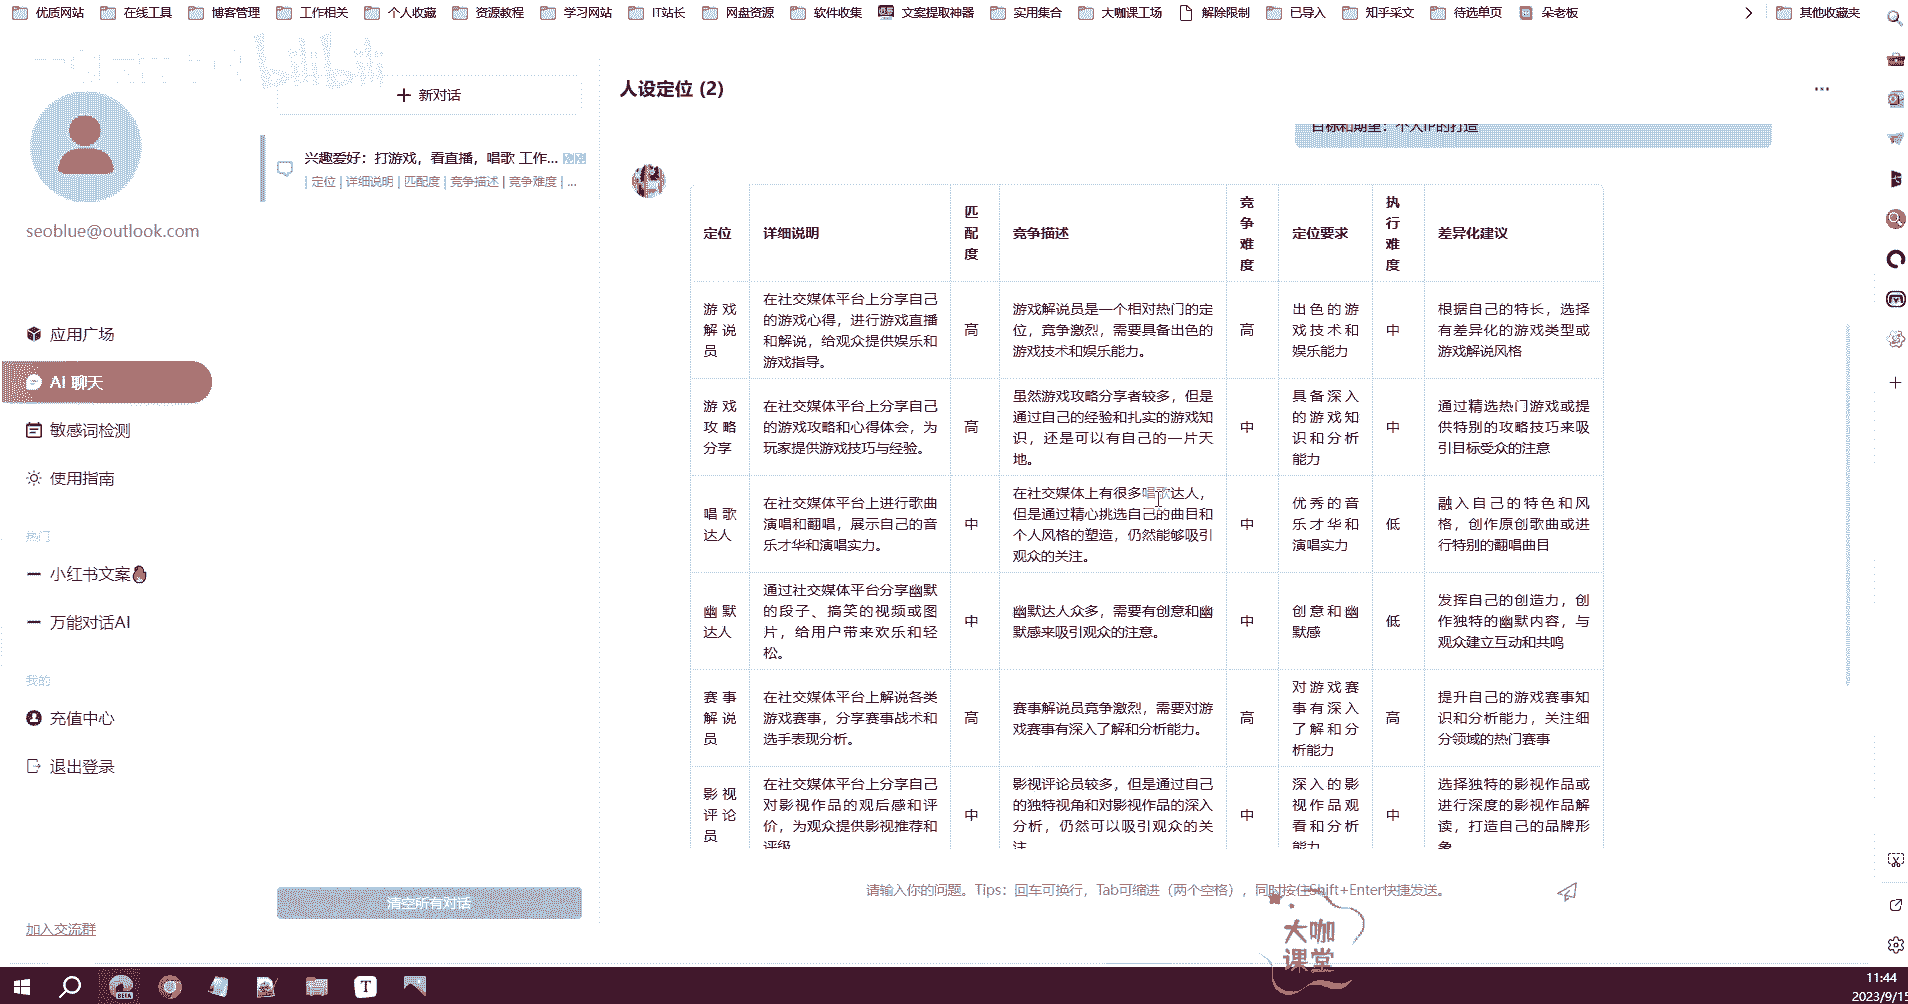 优质网站 在线工具 博客管理 工作相关 个人收藏 资源教程 学习网站 IT站长 网盘资源 软件收集 文案提取神器 实用集合 大咖课工场 解除限制 已导入 知乎采文 待选单页 朵老板 其他收藏夹
bilibili
人设定位 (2)
新对话
目标和期望：个人IP的打造
兴趣爱好：打游戏，看直播，唱歌 工作... 刚刚
| 定位 | 详细说明 | 匹配度 | 竞争描述 | 竞争难度 | ...
seoblue@outlook.com
应用广场
AI 聊天
敏感词检测
使用指南
热门
小红书文案
万能对话AI
我的
充值中心
退出登录
加入交流群
清空所有对话
定位
详细说明
匹
配
度
竞争描述
竞
争
难
度
定位要求
执
行
难
度
差异化建议
游戏
解说
员
在社交媒体平台上分享自己
的游戏心得，进行游戏直播
和解说，给观众提供娱乐和
游戏指导。
高
游戏解说员是一个相对热门的定
位，竞争激烈，需要具备出色的
游戏技术和娱乐能力。
高
出色的游
戏技术和
娱乐能力
中
根据自己的特长，选择
有差异化的游戏类型或
游戏解说风格
游戏
攻略
分享
在社交媒体平台上分享自己
的游戏攻略和心得体会，为
玩家提供游戏技巧与经验。
高
虽然游戏攻略分享者较多，但是
通过自己的经验和扎实的游戏知
识，还是可以有自己的一片天
地。
中
具备深入
的游戏知
识和分析
能力
中
通过精选热门游戏或提
供特别的攻略技巧来吸
引目标受众的注意
唱歌
达人
在社交媒体平台上进行歌曲
演唱和翻唱，展示自己的音
乐才华和演唱实力。
中
在社交媒体上有很多唱歌达人，
但是通过精心挑选自己的曲目和
个人风格的塑造，仍然能够吸引
观众的关注。
中
优秀的音
乐才华和
演唱实力
低
融入自己的特色和风
格，创作原创歌曲或进
行特别的翻唱曲目
幽默
达人
通过社交媒体平台分享幽默
的段子、搞笑的视频或图
片，给用户带来欢乐和轻
松。
中
幽默达人众多，需要有创意和幽
默感来吸引观众的注意。
中
创意和幽
默感
低
发挥自己的创造力，创
作独特的幽默内容，与
观众建立互动和共鸣
赛事
解说
员
在社交媒体平台上解说各类
游戏赛事，分享赛事战术和
选手表现分析。
高
赛事解说员竞争激烈，需要对游
戏赛事有深入了解和分析能力。
高
对游戏赛
事有深入
了解和分
析能力
高
提升自己的游戏赛事知
识和分析能力，关注细
分领域的热门赛事
影视
评论
员
在社交媒体平台上分享自己
对影视作品的观后感和评
价，为观众提供影视推荐和
评级
中
影视评论员较多，但是通过自己
的独特视角和对影视作品的深入
分析，仍然可以吸引观众的关
注
中
深入的影
视作品观
看和分析
能力
中
选择独特的影视作品或
进行深度的影视作品解
读，打造自己的品牌形
象
请输入你的问题。Tips：回车可换行，Tab可缩进（两个空格），同时按住Shift+Enter快捷发送。
大咖
课堂
BETA
T
11:44
2023/9/15